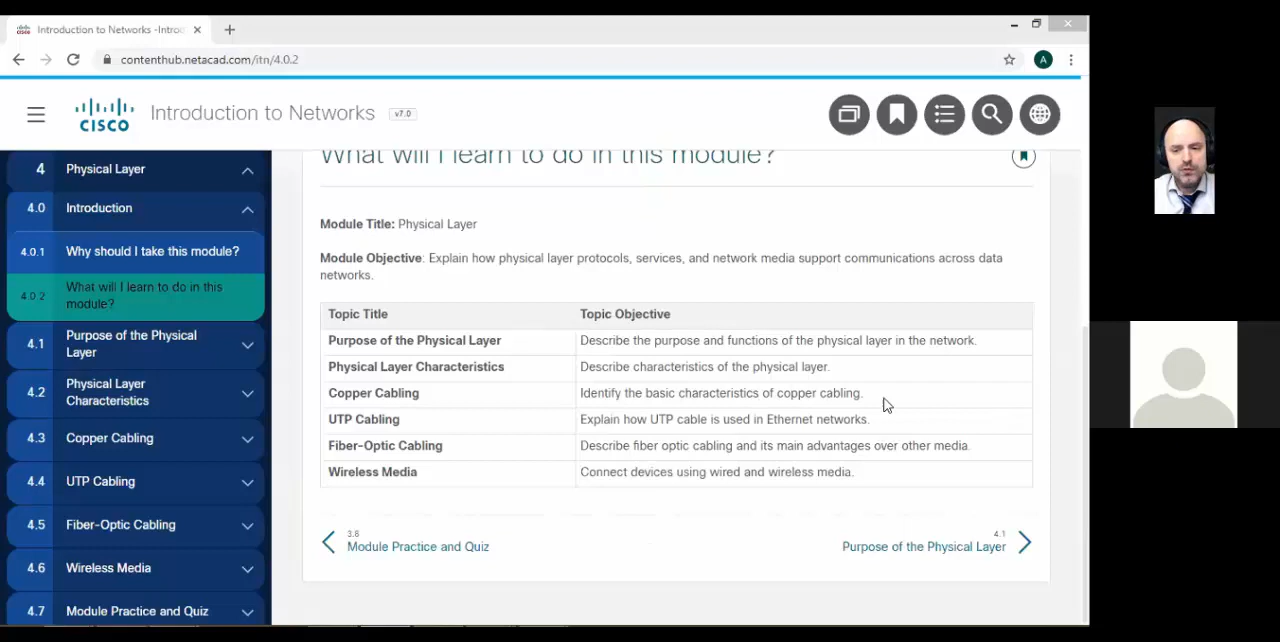 Introduction to Networks -Introd
contenthub.netacad.com/itn/4.0.2
A
CISCO
Introduction to Networks v7.0
4 Physical Layer
4.0 Introduction
4.0.1 Why should I take this module?
4.0.2 What will I learn to do in this
module?
4.1 Purpose of the Physical
Layer
4.2 Physical Layer
Characteristics
4.3 Copper Cabling
4.4 UTP Cabling
4.5 Fiber-Optic Cabling
4.6 Wireless Media
4.7 Module Practice and Quiz
What will I learn to do in this module?
Module Title: Physical Layer
Module Objective: Explain how physical layer protocols, services, and network media support communications across data
networks.
Topic Title Topic Objective
Purpose of the Physical Layer Describe the purpose and functions of the physical layer in the network.
Physical Layer Characteristics Describe characteristics of the physical layer.
Copper Cabling Identify the basic characteristics of copper cabling.
UTP Cabling Explain how UTP cable is used in Ethernet networks.
Fiber-Optic Cabling Describe fiber optic cabling and its main advantages over other media.
Wireless Media Connect devices using wired and wireless media.
3.8
Module Practice and Quiz
4.1
Purpose of the Physical Layer